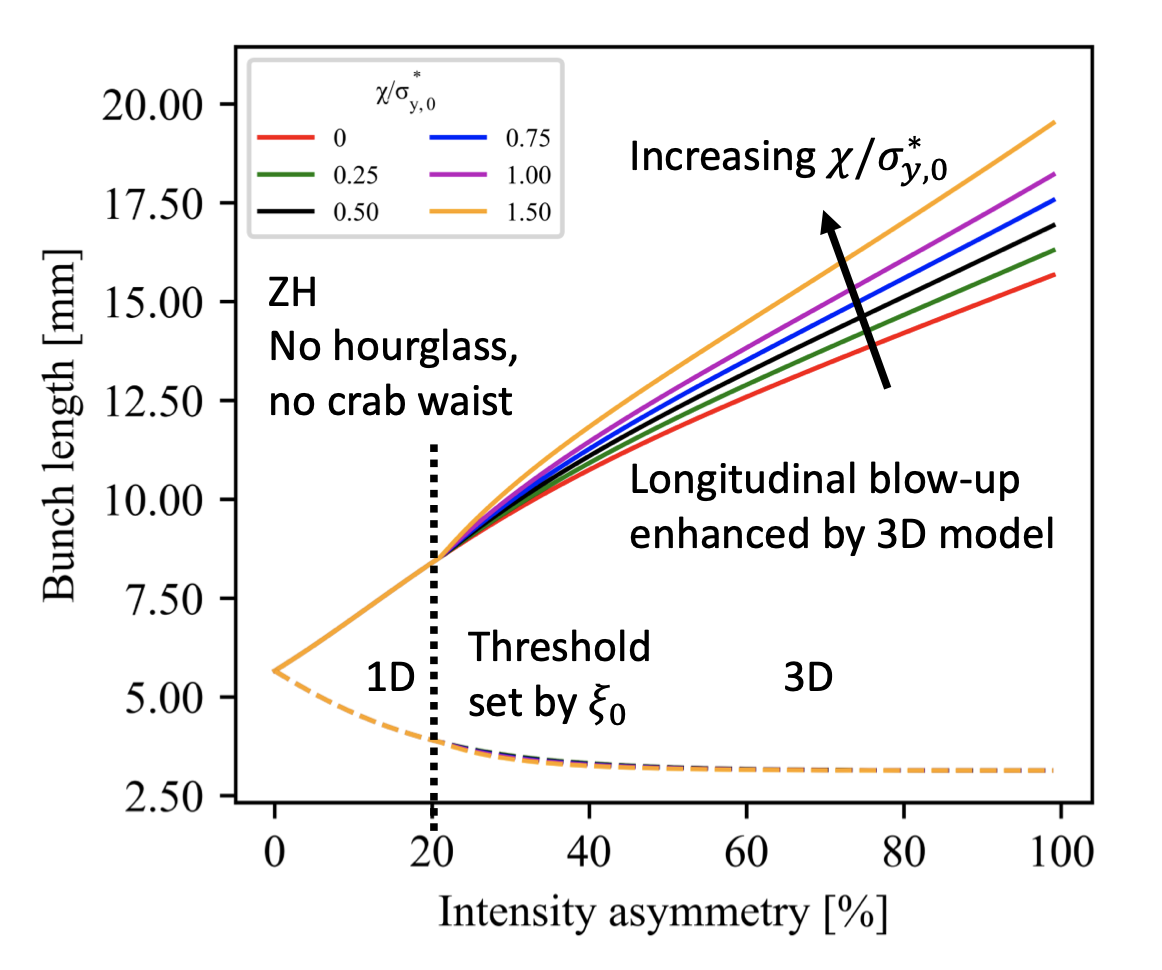 χ/σ*y,0
0
0.75
0.25
1.00
0.50
1.50
Increasing χ/σ*y,0
ZH
No hourglass,
no crab waist
Longitudinal blow-up
enhanced by 3D model
Threshold
set by ξ0
1D
3D
Bunch length [mm]
20.00
17.50
15.00
12.50
10.00
7.50
5.00
2.50
0 20 40 60 80 100
Intensity asymmetry [%]